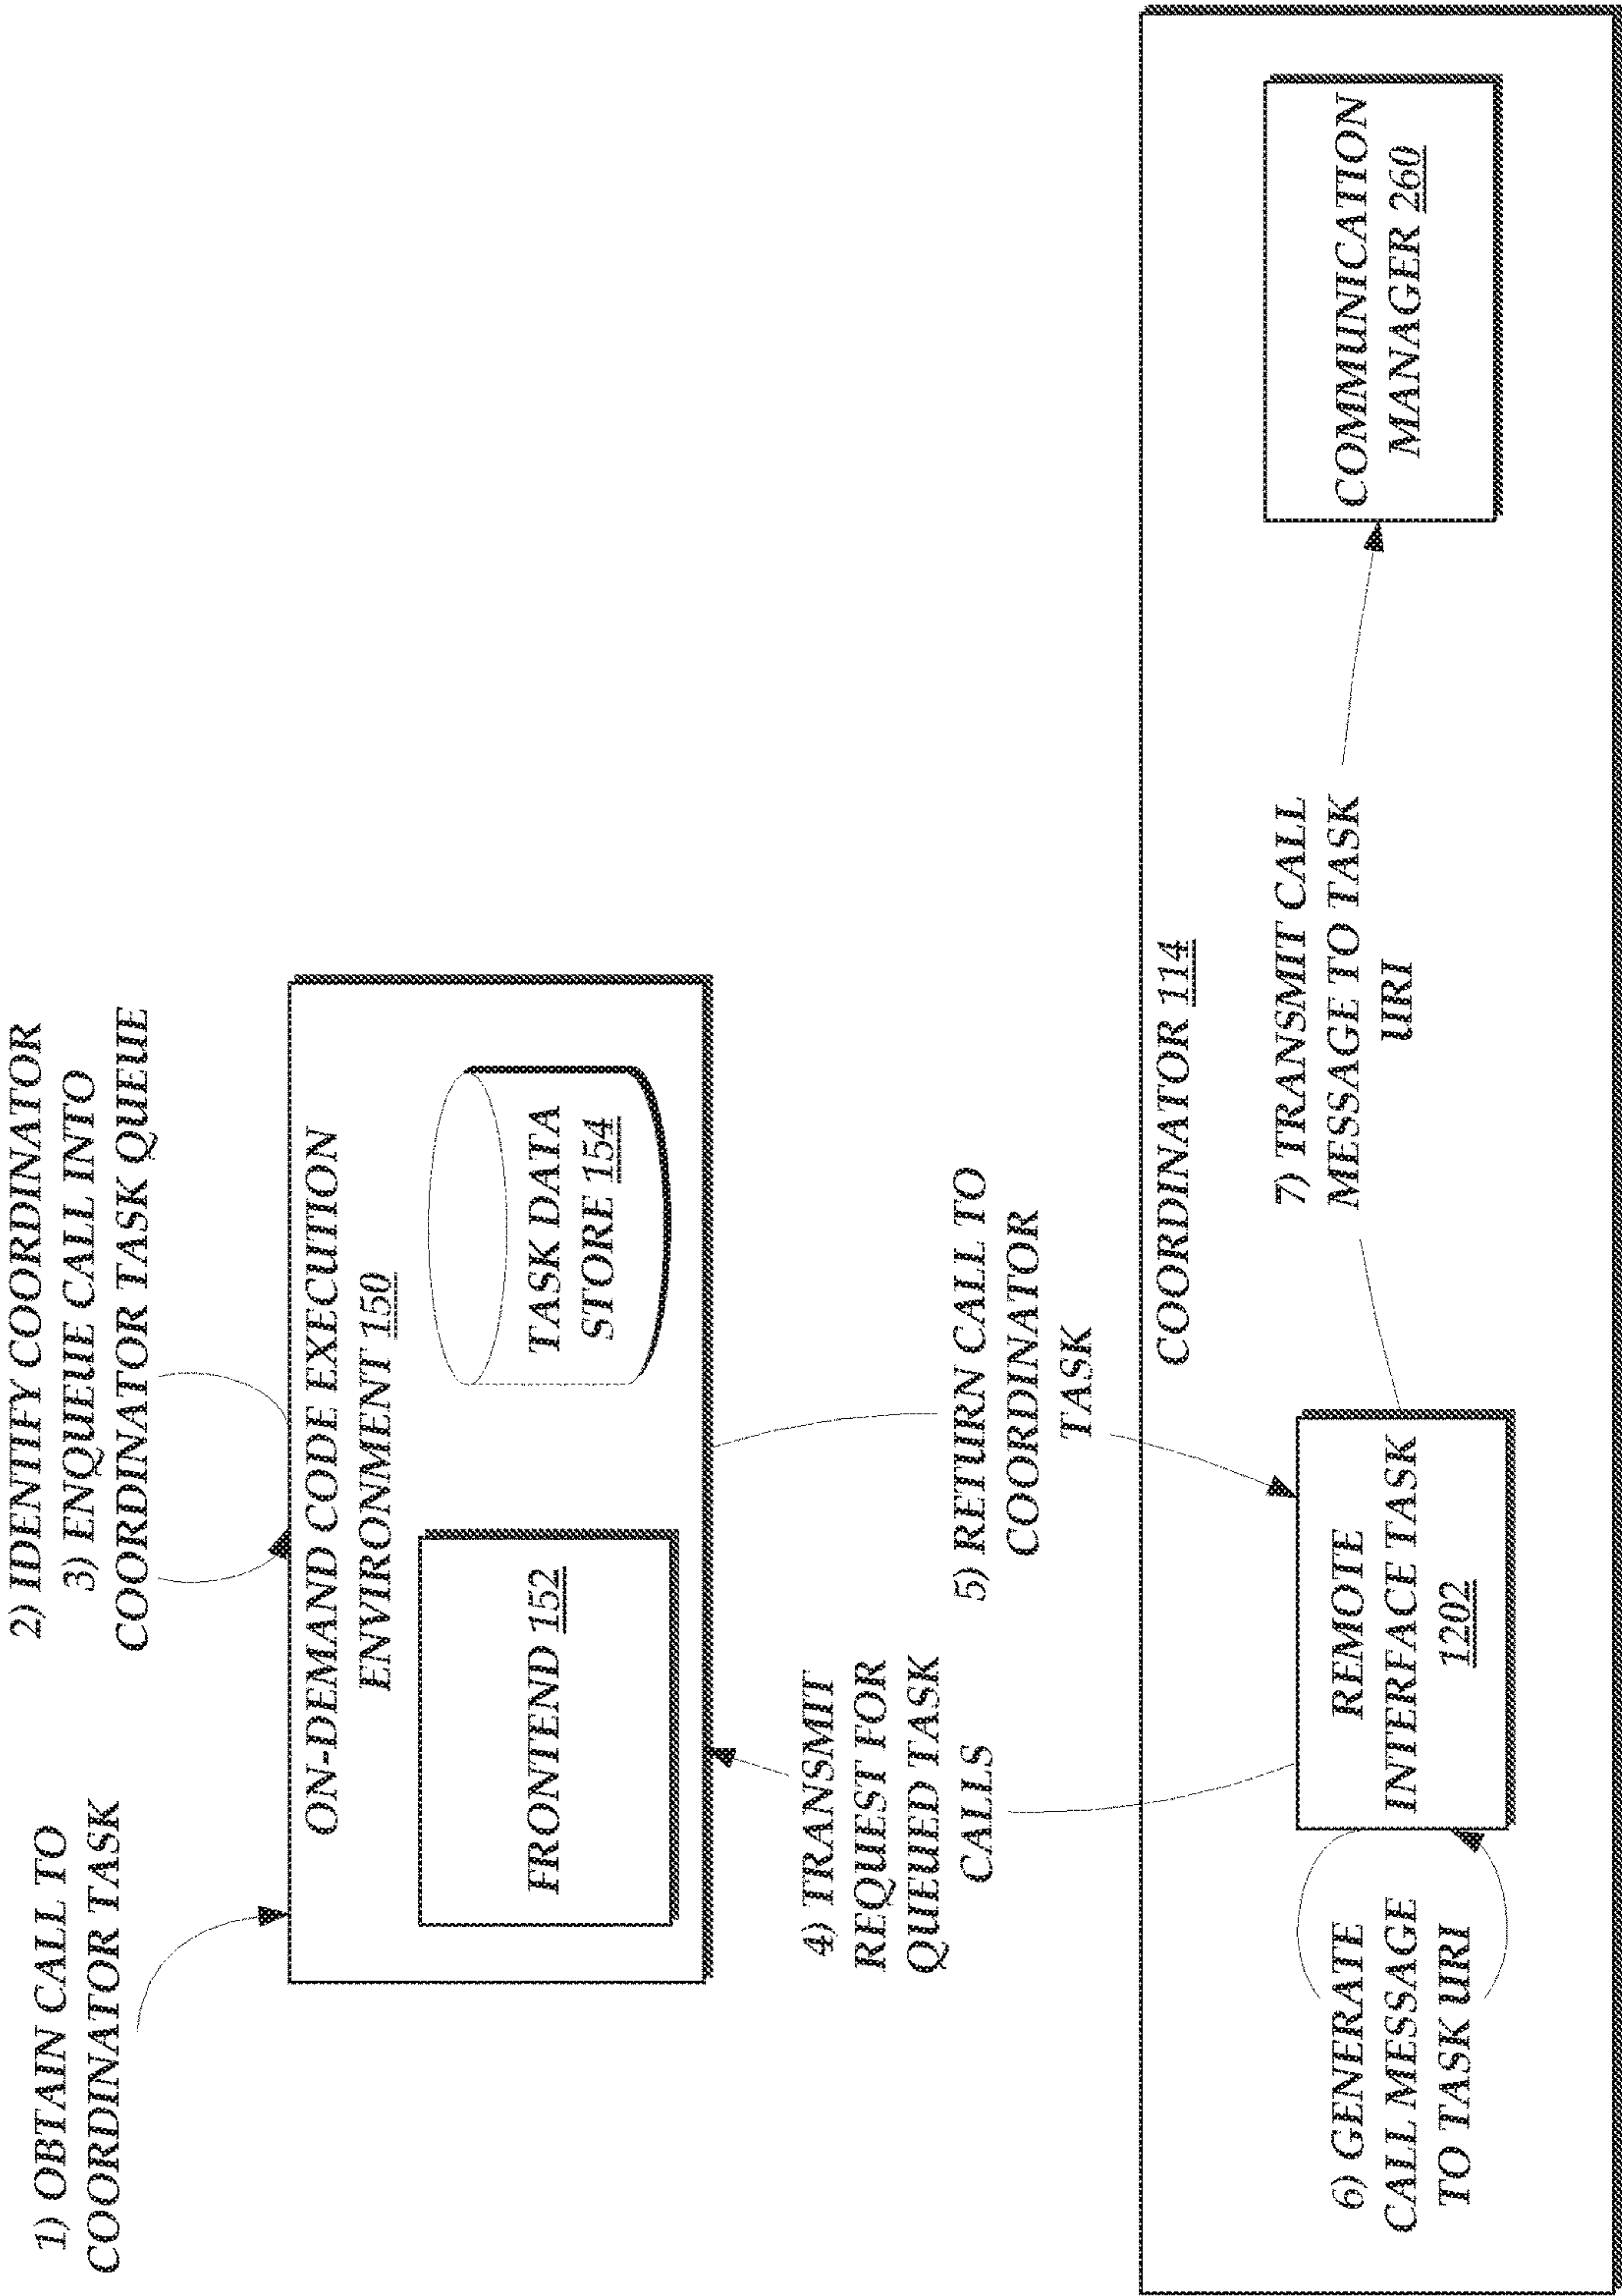 1) OBTAIN CALL TO
COORDINATOR TASK
2) IDENTIFY COORDINATOR
3) ENQUEUE CALL INTO
COORDINATOR TASK QUEUE
ON-DEMAND CODE EXECUTION
ENVIRONMENT 150
FRONTEND 152
TASK DATA
STORE 154
4) TRANSMIT
REQUEST FOR
QUEUED TASK
CALLS
5) RETURN CALL TO
COORDINATOR
TASK
COORDINATOR 114
6) GENERATE
CALL MESSAGE
TO TASK URI
REMOTE
INTERFACE TASK
1202
7) TRANSMIT CALL
MESSAGE TO TASK
URI
COMMUNICATION
MANAGER 260